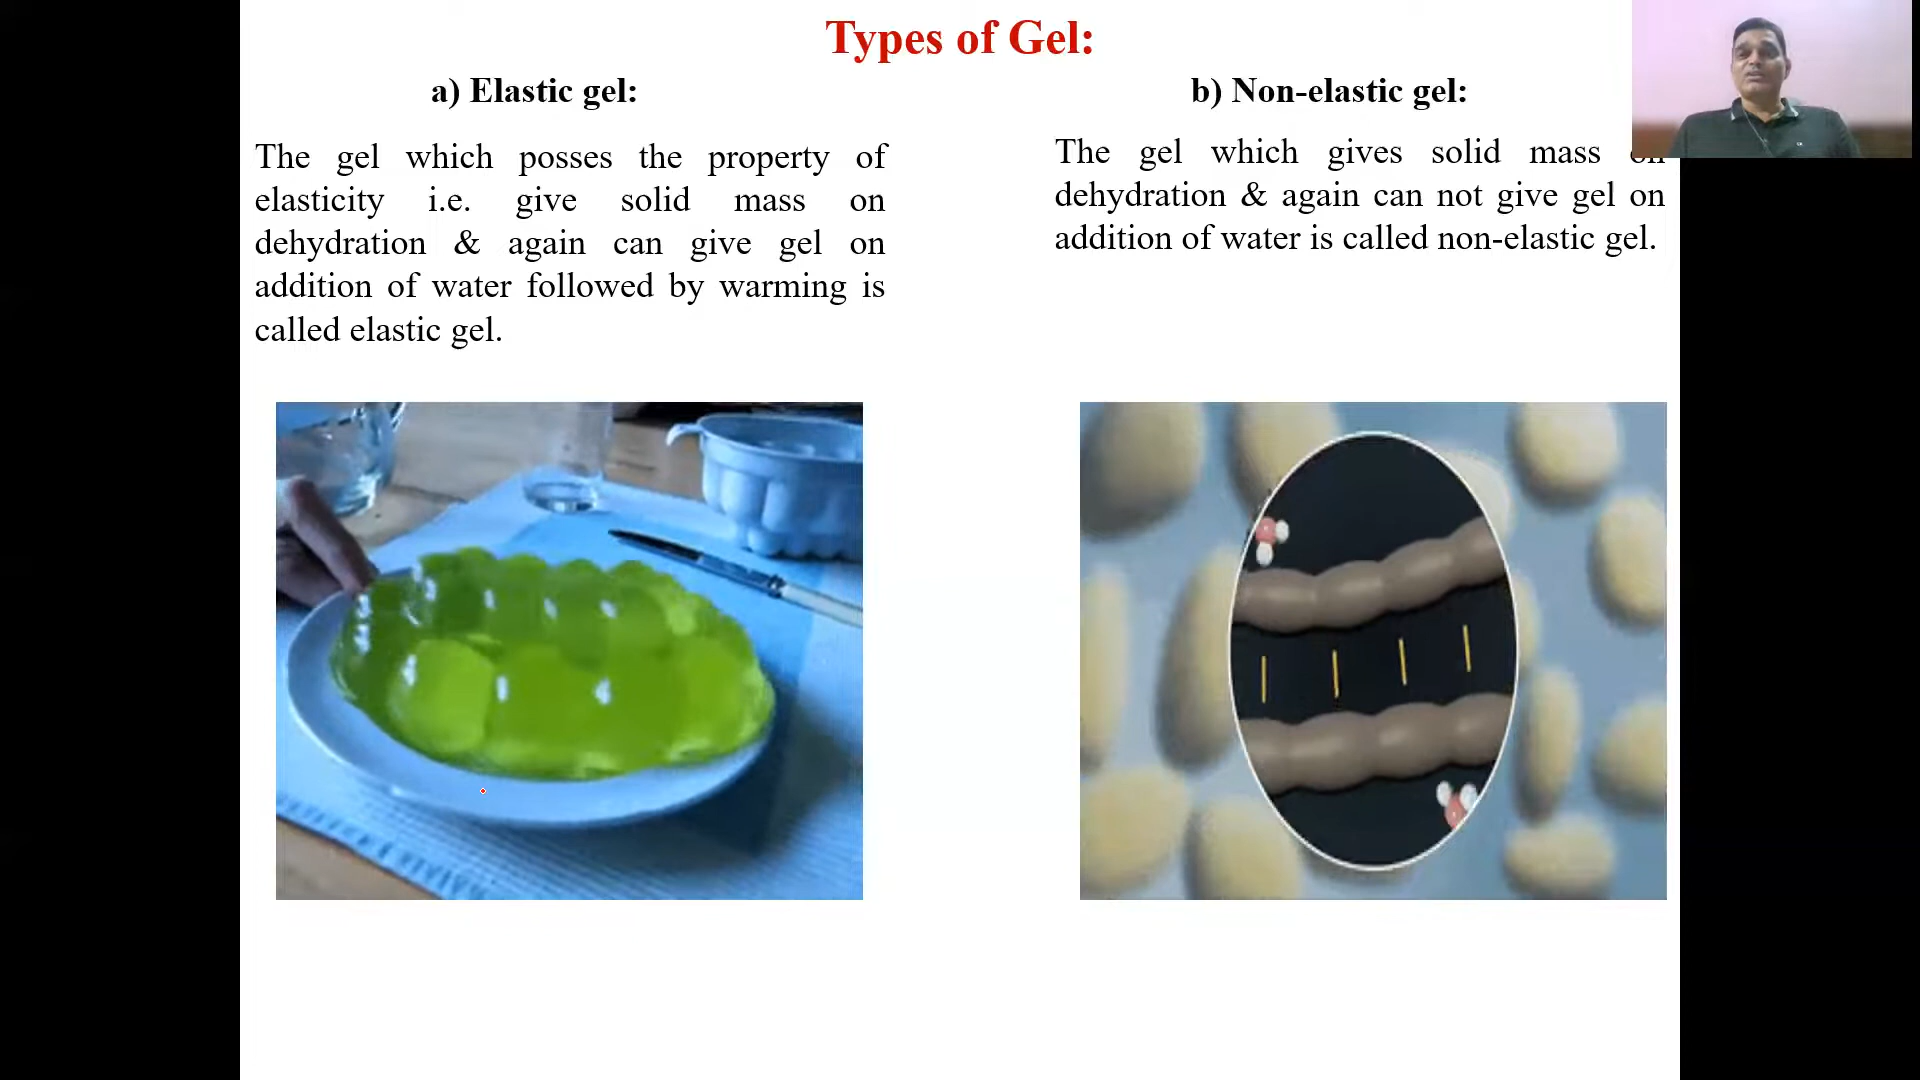 Types of Gel:
a) Elastic gel:
The gel which posses the property of
elasticity i.e. give solid mass on
dehydration & again can give gel on
addition of water followed by warming is
called elastic gel.
b) Non-elastic gel:
The gel which gives solid mass on
dehydration & again can not give gel on
addition of water is called non-elastic gel.